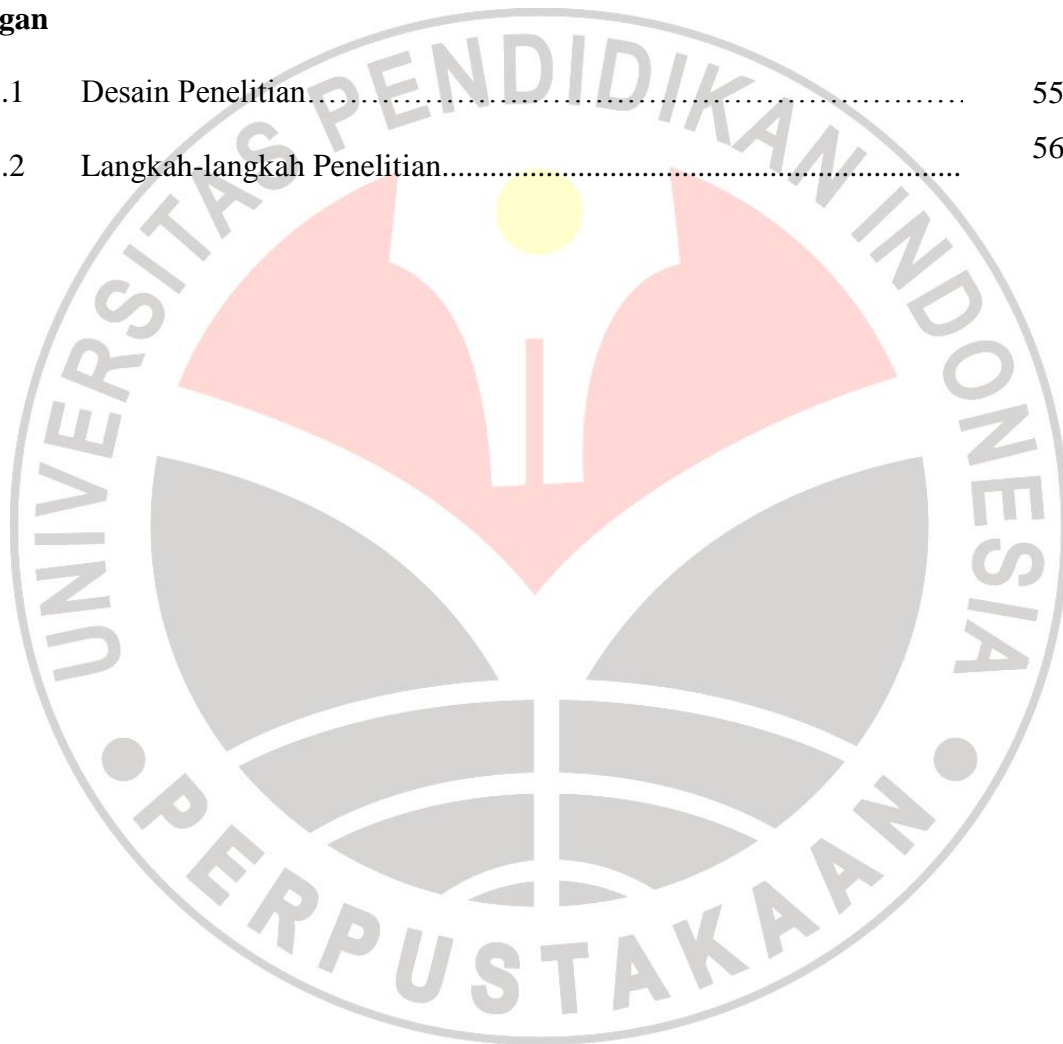 gan
.1 Desain Penelitian…………………………………………………………… 55
.2 Langkah-langkah Penelitian................................................................. 56
UNIVERSITAS PENDIDIKAN INDONESIA
PERPUSTAKAAN